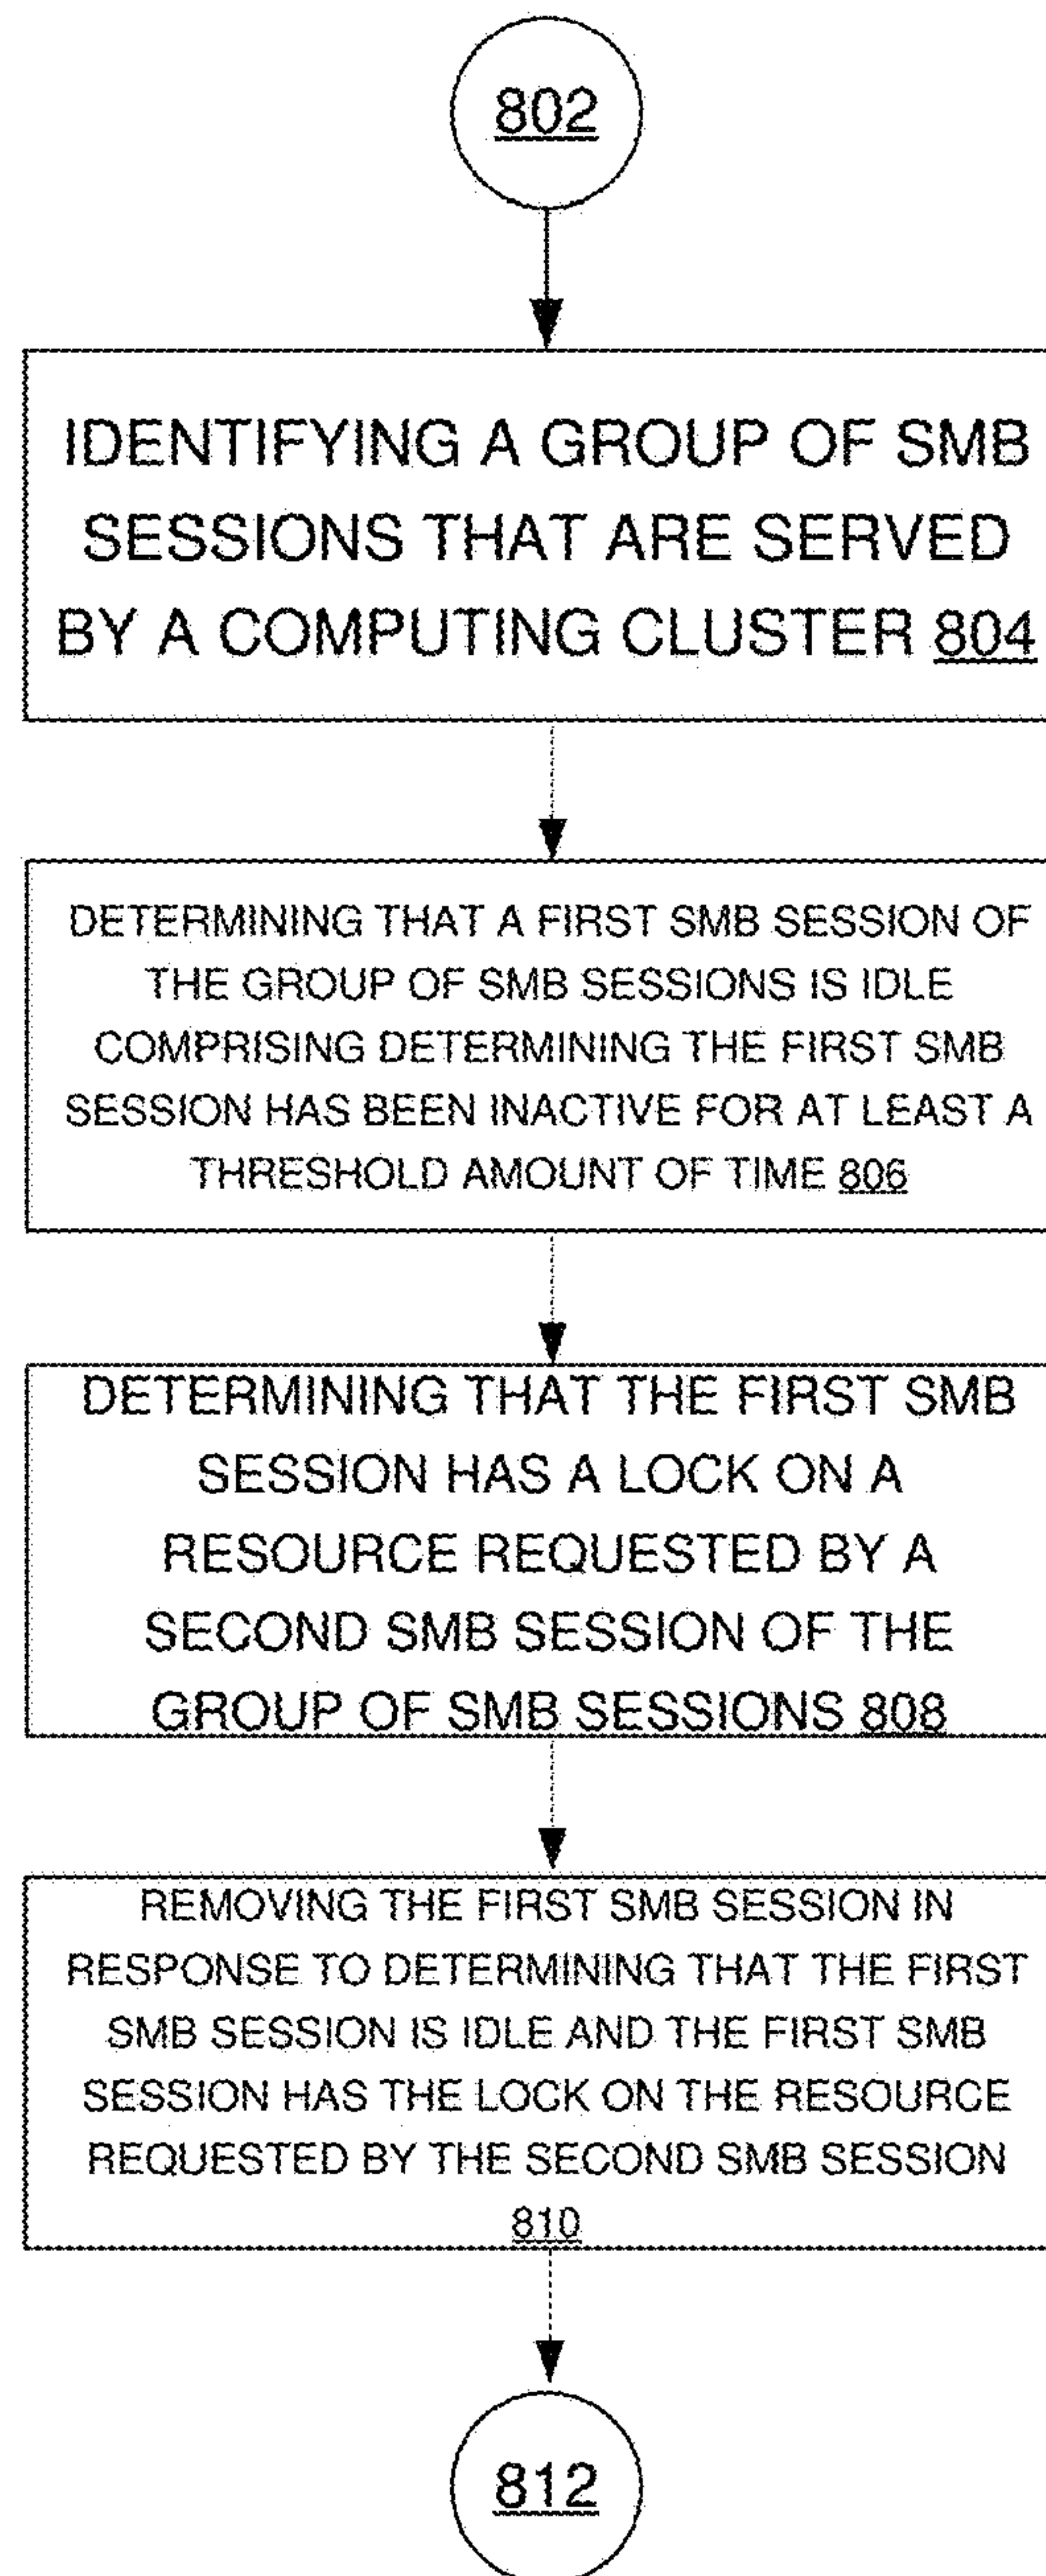 802
IDENTIFYING A GROUP OF SMB
SESSIONS THAT ARE SERVED
BY A COMPUTING CLUSTER 804
DETERMINING THAT A FIRST SMB SESSION OF
THE GROUP OF SMB SESSIONS IS IDLE
COMPRISING DETERMINING THE FIRST SMB
SESSION HAS BEEN INACTIVE FOR AT LEAST A
THRESHOLD AMOUNT OF TIME 806
DETERMINING THAT THE FIRST SMB
SESSION HAS A LOCK ON A
RESOURCE REQUESTED BY A
SECOND SMB SESSION OF THE
GROUP OF SMB SESSIONS 808
REMOVING THE FIRST SMB SESSION IN
RESPONSE TO DETERMINING THAT THE FIRST
SMB SESSION IS IDLE AND THE FIRST SMB
SESSION HAS THE LOCK ON THE RESOURCE
REQUESTED BY THE SECOND SMB SESSION
810
812